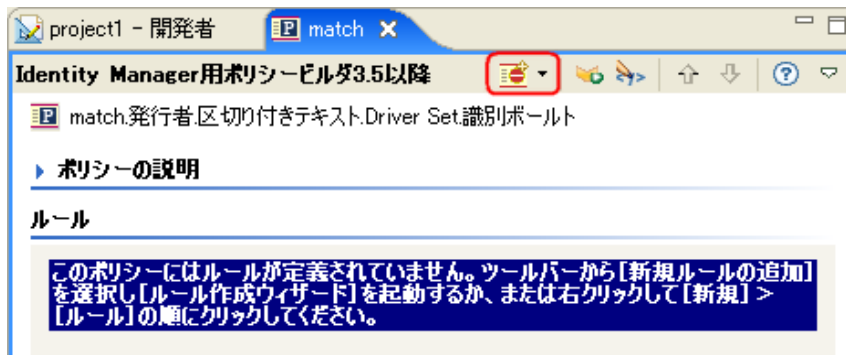 project1 - 開発者
match
Identity Manager用ポリシービルダ3.5以降
match.発行者.区切り付きテキスト.Driver Set.識別ボールト
ポリシーの説明
ルール
このポリシーにはルールが定義されていません。ツールバーから[新規ルールの追加]
を選択し[ルール作成ウィザード]を起動するか、または右クリックして[新規] >
[ルール]の順にクリックしてください。